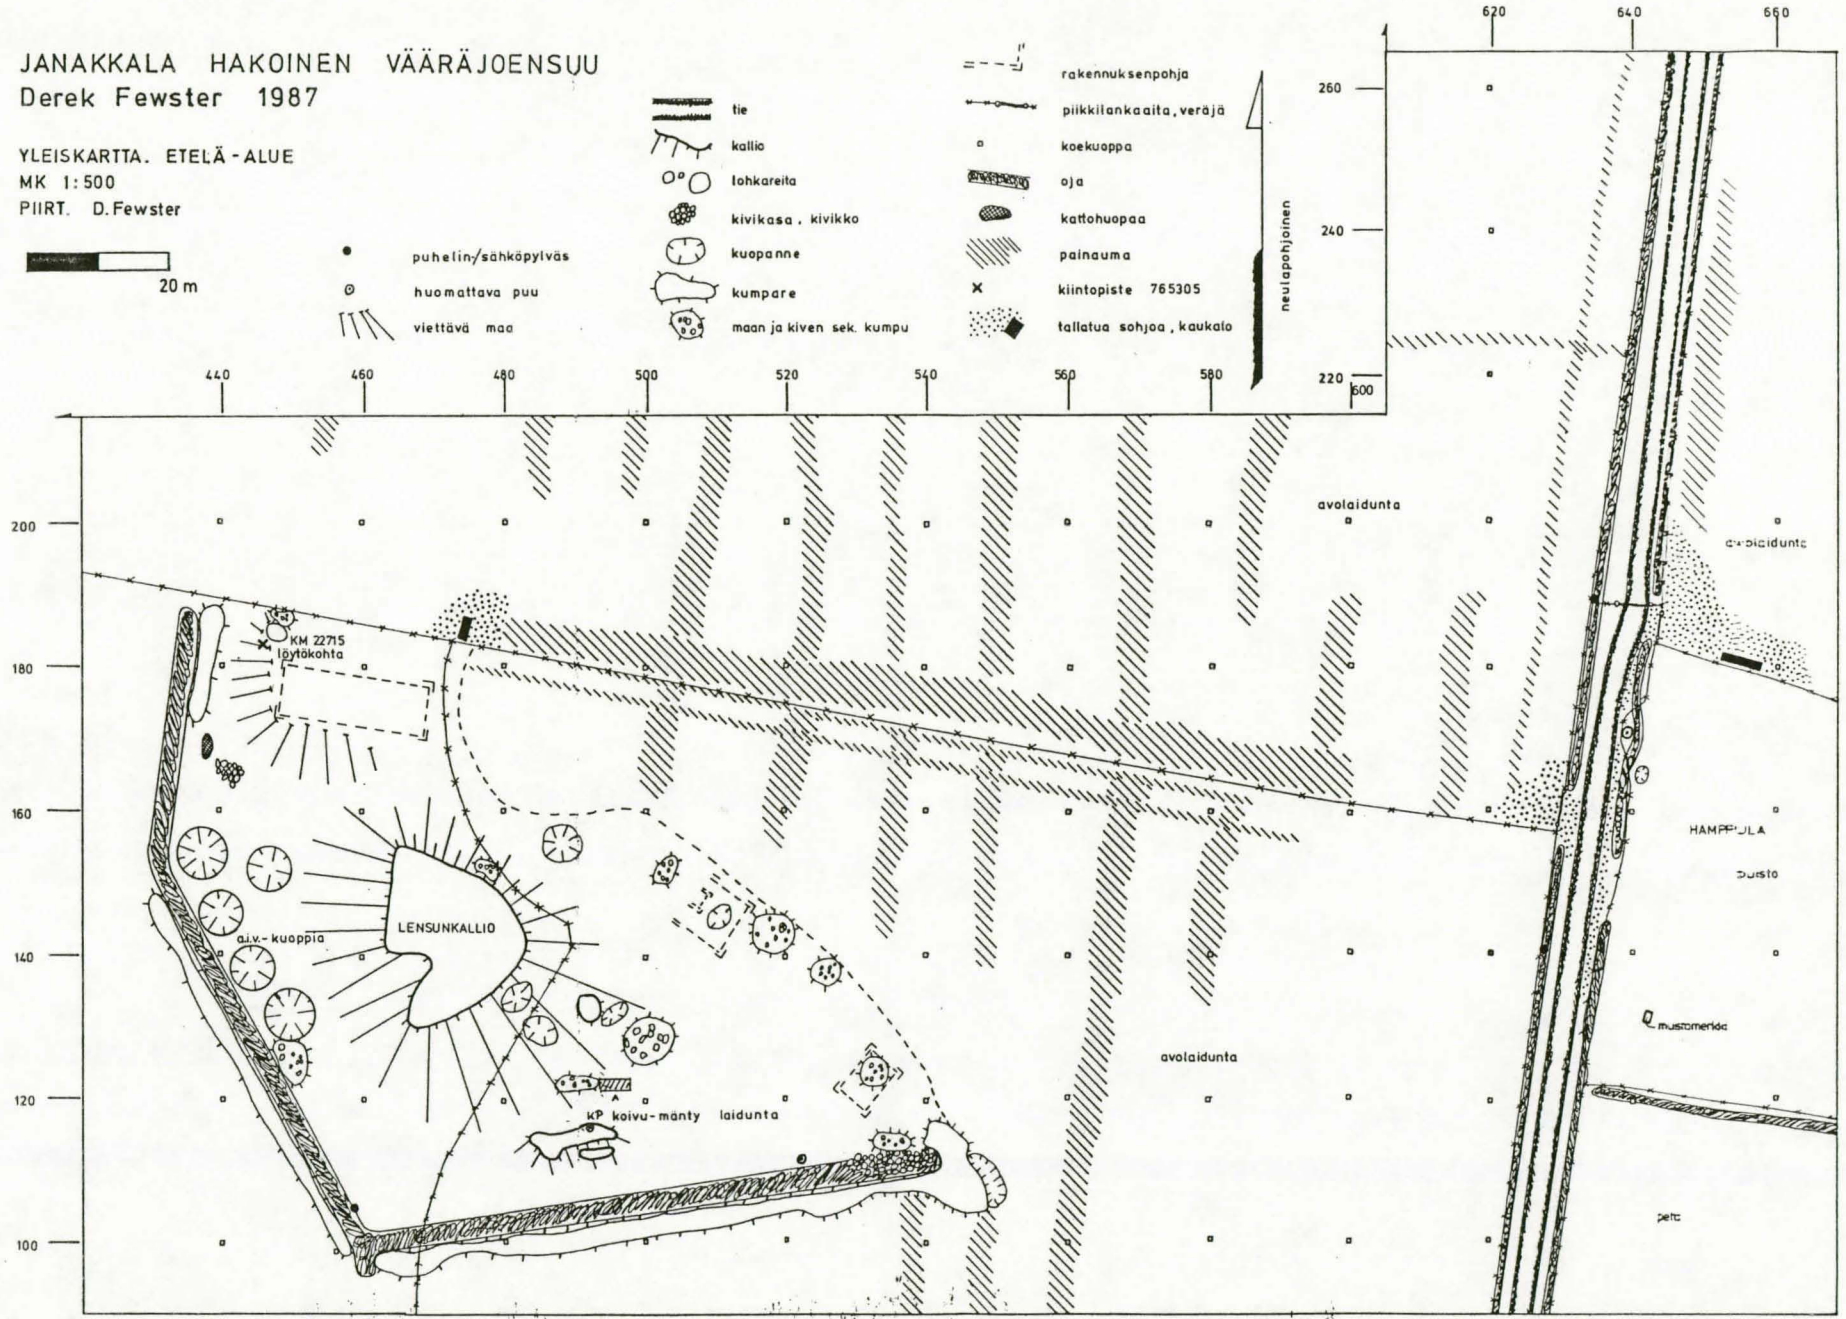 JANAKKALA HAKOINEN VÄÄRÄJOENSUU
Derek Fewster 1987
YLEISKARTTA. ETELÄ-ALUE
MK 1:500
PIIRT. D.Fewster
20 m
puhelin-/sähköpylväs
huomattava puu
viettävä maa
tie
kallio
lohkareita
kivikasa, kivikko
kuopanne
kumpare
maan ja kiven sek. kumpu
rakennuksenpohja
piikkilankaaita, veräjä
koekuoppa
oja
kattohuopaa
painauma
kiintopiste 765305
tallatua sohjoa, kaukalo
neulapohjoinen
620 640 660
260
240
220
600
440 460 480 500 520 540 560 580
200
180
160
140
120
100
avolaidunta
avolaidunta
KM 22715
löytökohta
HAMPPULA
puisto
LENSUNKALLIO
a.i.v.-kuoppia
muistomerkki
avolaidunta
KP koivu-mänty laidunta